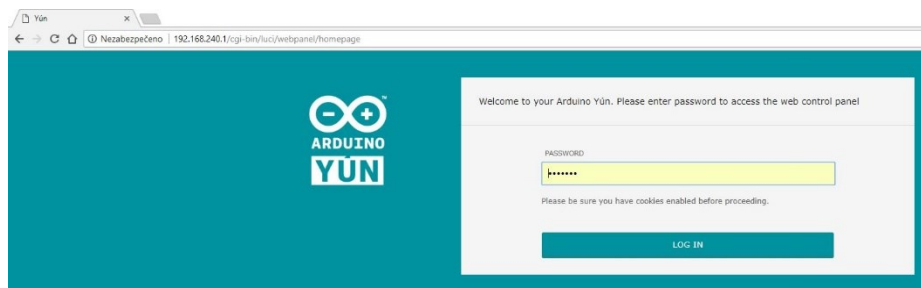 Yún
Nezabezpečeno | 192.168.240.1/cgi-bin/luci/webpanel/homepage
Welcome to your Arduino Yún. Please enter password to access the web control panel
ARDUINO
YÚN
PASSWORD
•••••••
Please be sure you have cookies enabled before proceeding.
LOG IN